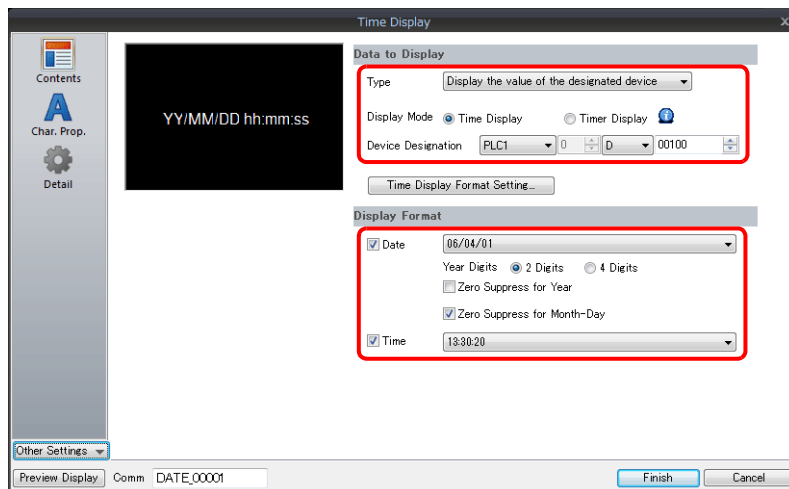 Time Display
x
Contents
Char. Prop.
Detail
YY/MM/DD hh:mm:ss
Data to Display
Type Display the value of the designated device
Display Mode Time Display Timer Display
Device Designation PLC1 0 D 00100
Time Display Format Setting...
Display Format
Date 06/04/01
Year Digits 2 Digits 4 Digits
Zero Suppress for Year
Zero Suppress for Month-Day
Time 13:30:20
Other Settings
Preview Display Comm DATE_00001 Finish Cancel